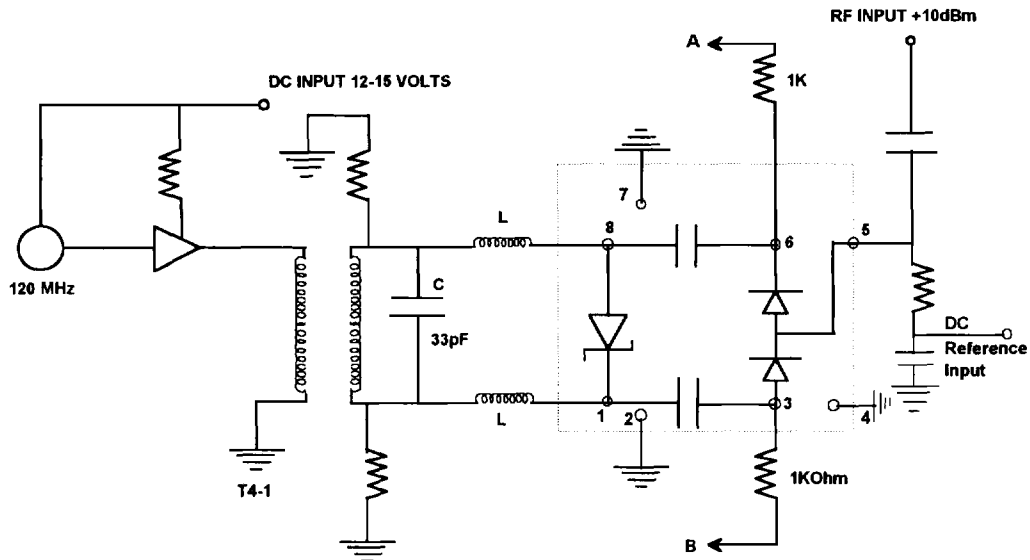 RF INPUT +10dBm
A
1K
DC INPUT 12-15 VOLTS
7
L
8
6
5
120 MHz
C
33pF
DC
Reference
Input
1
2
3
4
L
T4-1
1KOhm
B